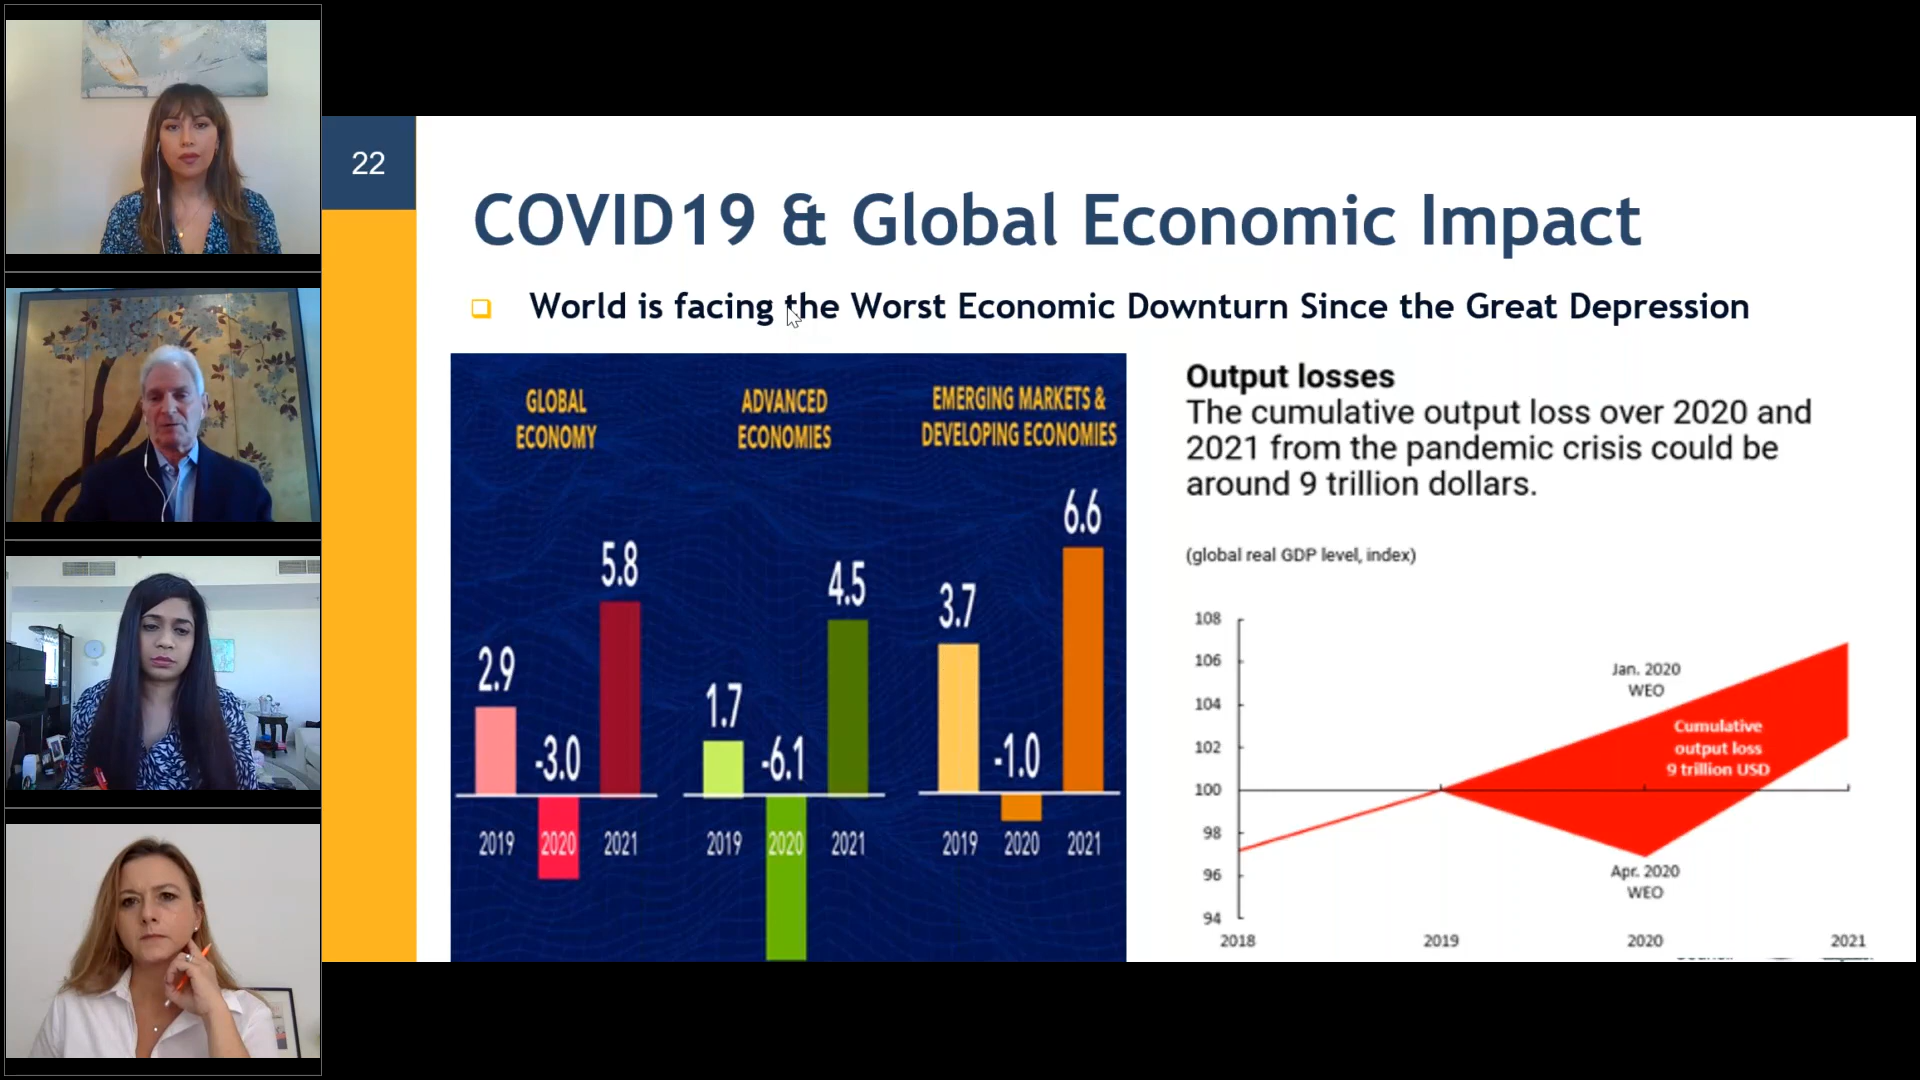 22
COVID19 & Global Economic Impact
World is facing the Worst Economic Downturn Since the Great Depression
GLOBAL
ECONOMY
ADVANCED
ECONOMIES
EMERGING MARKETS &
DEVELOPING ECONOMIES
2.9
-3.0
5.8
1.7
-6.1
4.5
3.7
-1.0
6.6
2019 2020 2021
2019 2020 2021
2019 2020 2021
Output losses
The cumulative output loss over 2020 and
2021 from the pandemic crisis could be
around 9 trillion dollars.
(global real GDP level, index)
108
106
104
102
100
98
96
94
Jan. 2020
WEO
Cumulative
output loss
9 trillion USD
Apr. 2020
WEO
2018 2019 2020 2021